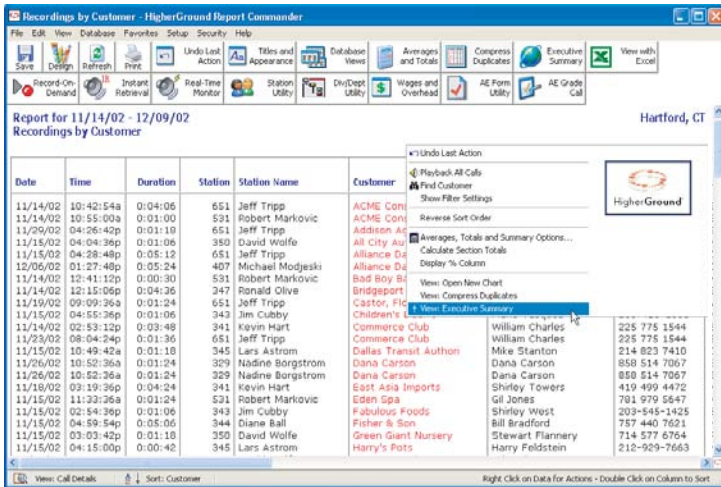 Recordings by Customer - HigherGround Report Commander
File Edit View Database Favorites Setup Security Help
Save Design Refresh Print Undo Last Action Titles and Appearance Database Views Averages and Totals Compress Duplicates Executive Summary View with Excel
Record-On-Demand Instant Retrieval Real-Time Monitor Station Utility Div/Dept Utility Wages and Overhead AE Form Utility AE Grade Call
Report for 11/14/02 - 12/09/02 Hartford, CT
Recordings by Customer
Undo Last Action
Playback All Calls
Find Customer
Show Filter Settings
Reverse Sort Order
Averages, Totals and Summary Options...
Calculate Section Totals
Display % Column
View: Open New Chart
View: Compress Duplicates
View: Executive Summary
HigherGround
Date Time Duration Station Station Name Customer
11/14/02 10:42:54a 0:04:06 651 Jeff Tripp ACME Cons
11/14/02 10:55:00a 0:01:00 531 Robert Markovic ACME Cons
11/29/02 04:26:42p 0:01:18 651 Jeff Tripp Addison Ag
11/15/02 04:04:36p 0:01:06 350 David Wolfe All City Au
11/15/02 04:28:48p 0:05:12 651 Jeff Tripp Alliance Da
12/06/02 01:27:48p 0:05:24 407 Michael Modjeski Alliance Da
11/14/02 12:41:12p 0:00:30 531 Robert Markovic Bad Boy B
11/14/02 12:15:06p 0:04:36 347 Ronald Olive Bridgeport
11/19/02 09:09:36a 0:01:24 651 Jeff Tripp Castor, Flo
11/15/02 04:55:36p 0:01:06 343 Jim Cubby Children's
11/14/02 02:53:12p 0:03:48 341 Kevin Hart Commerce Club William Charles 225 775 1544
11/23/02 08:04:24p 0:01:36 651 Jeff Tripp Commerce Club William Charles 225 775 1544
11/15/02 10:49:42a 0:01:18 345 Lars Astrom Dallas Transit Authori Mike Stanton 214 823 7410
11/26/02 10:52:36a 0:01:24 329 Nadine Borgstrom Dana Carson Dana Carson 858 514 7067
11/26/02 10:52:36a 0:01:24 329 Nadine Borgstrom Dana Carson Dana Carson 858 514 7067
11/18/02 03:19:36p 0:04:24 341 Kevin Hart East Asia Imports Shirley Towers 419 499 4472
11/15/02 11:33:36a 0:01:24 531 Robert Markovic Eden Spa Gil Jones 781 979 5647
11/15/02 02:54:36p 0:01:06 343 Jim Cubby Fabulous Foods Shirley West 203-545-1425
11/15/02 04:59:54p 0:05:06 344 Diane Ball Fisher & Son Bill Bradford 757 440 7621
11/15/02 03:03:42p 0:01:18 350 David Wolfe Green Giant Nursery Stewart Flannery 714 577 6764
11/15/02 04:15:00p 0:00:42 345 Lars Astrom Harry's Pots Harry Feldstein 212-929-7663
View: Call Details Sort: Customer Right Click on Data for Actions - Double Click on Column to Sort